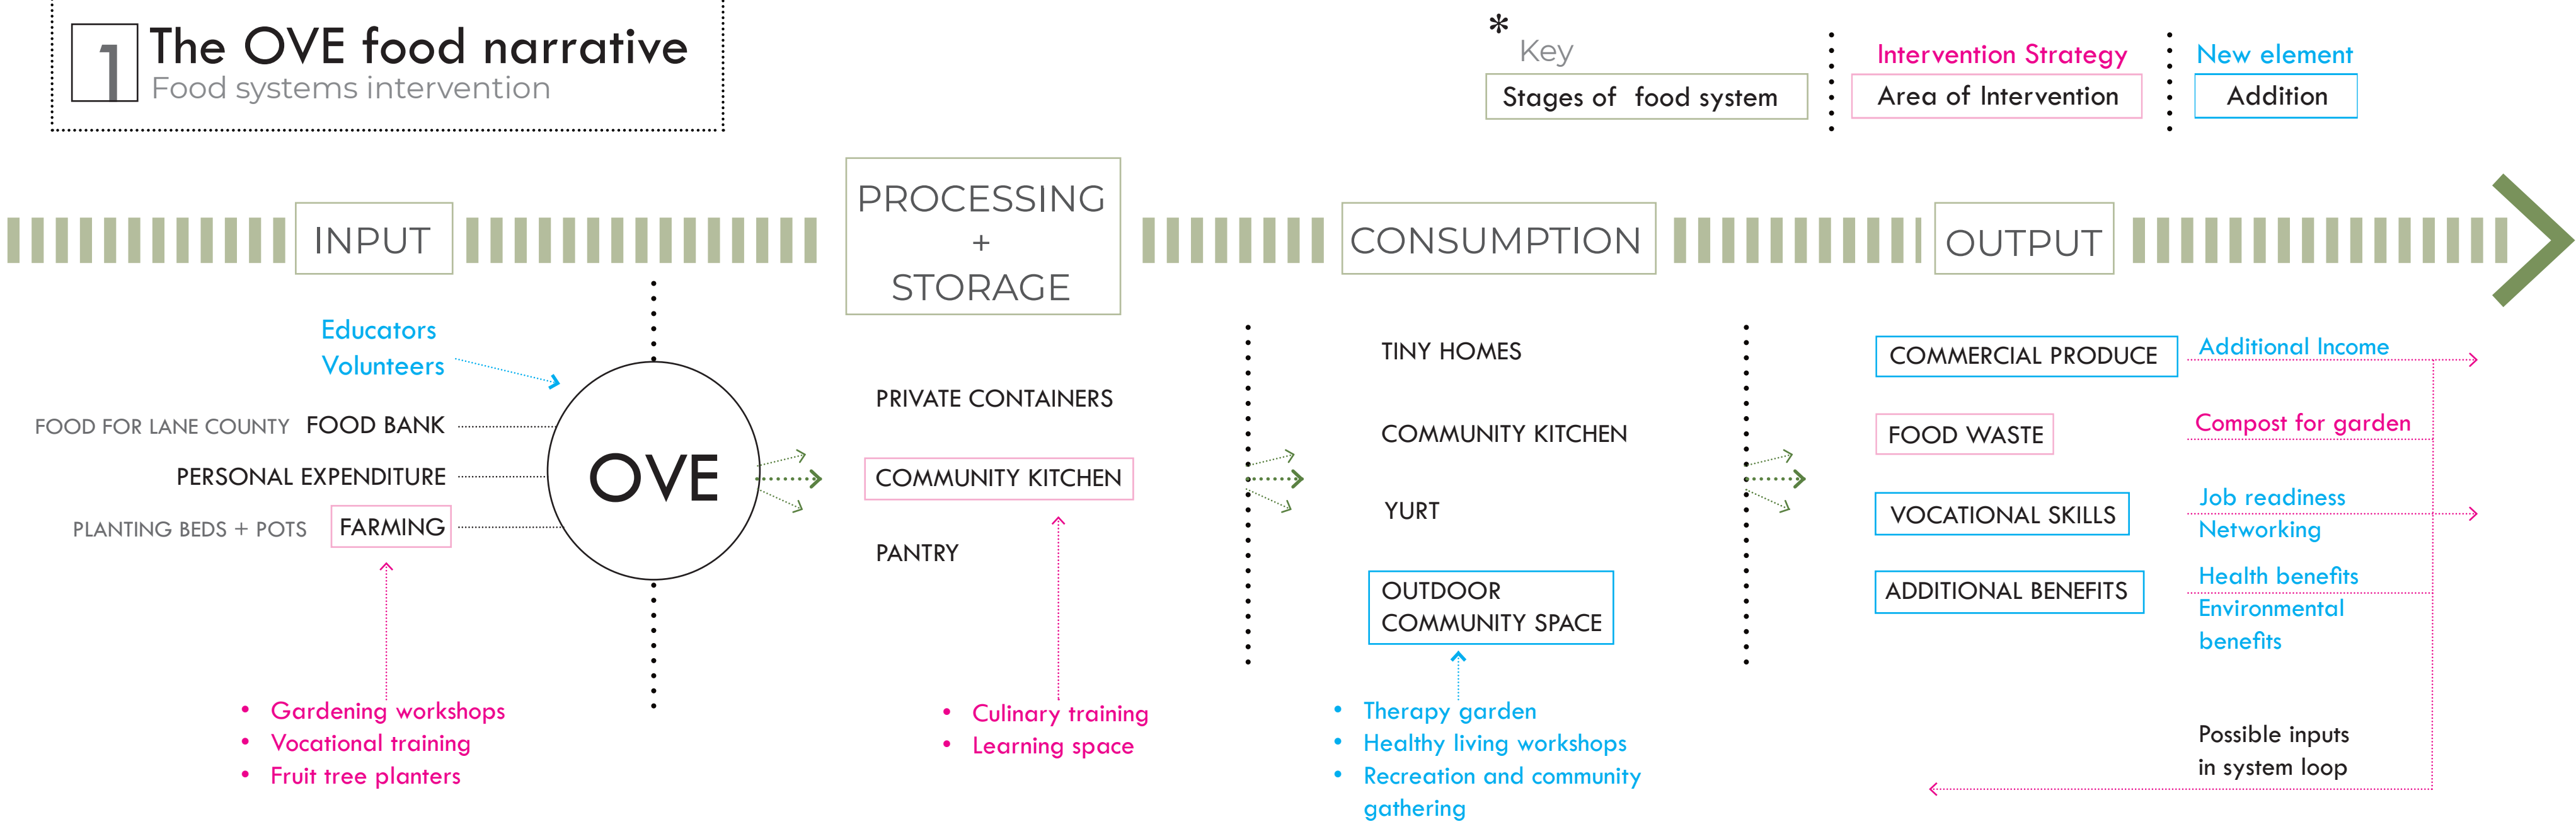 1
The OVE food narrative
Food systems intervention
*
Key
Stages of food system
Intervention Strategy
Area of Intervention
New element
Addition
INPUT
PROCESSING
+
STORAGE
CONSUMPTION
OUTPUT
Educators
Volunteers
FOOD FOR LANE COUNTY FOOD BANK
PERSONAL EXPENDITURE
PLANTING BEDS + POTS FARMING
• Gardening workshops
• Vocational training
• Fruit tree planters
OVE
PRIVATE CONTAINERS
COMMUNITY KITCHEN
PANTRY
• Culinary training
• Learning space
TINY HOMES
COMMUNITY KITCHEN
YURT
OUTDOOR
COMMUNITY SPACE
• Therapy garden
• Healthy living workshops
• Recreation and community
gathering
COMMERCIAL PRODUCE
Additional Income
FOOD WASTE
Compost for garden
VOCATIONAL SKILLS
Job readiness
Networking
ADDITIONAL BENEFITS
Health benefits
Environmental
benefits
Possible inputs
in system loop